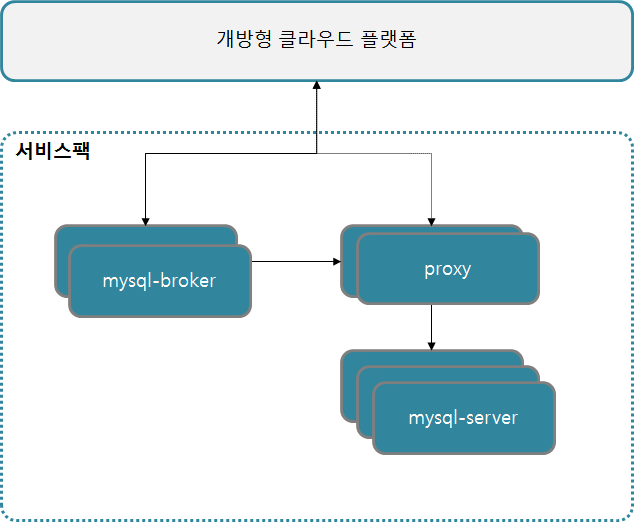 개방형 클라우드 플랫폼
서비스팩
mysql-broker
proxy
mysql-server